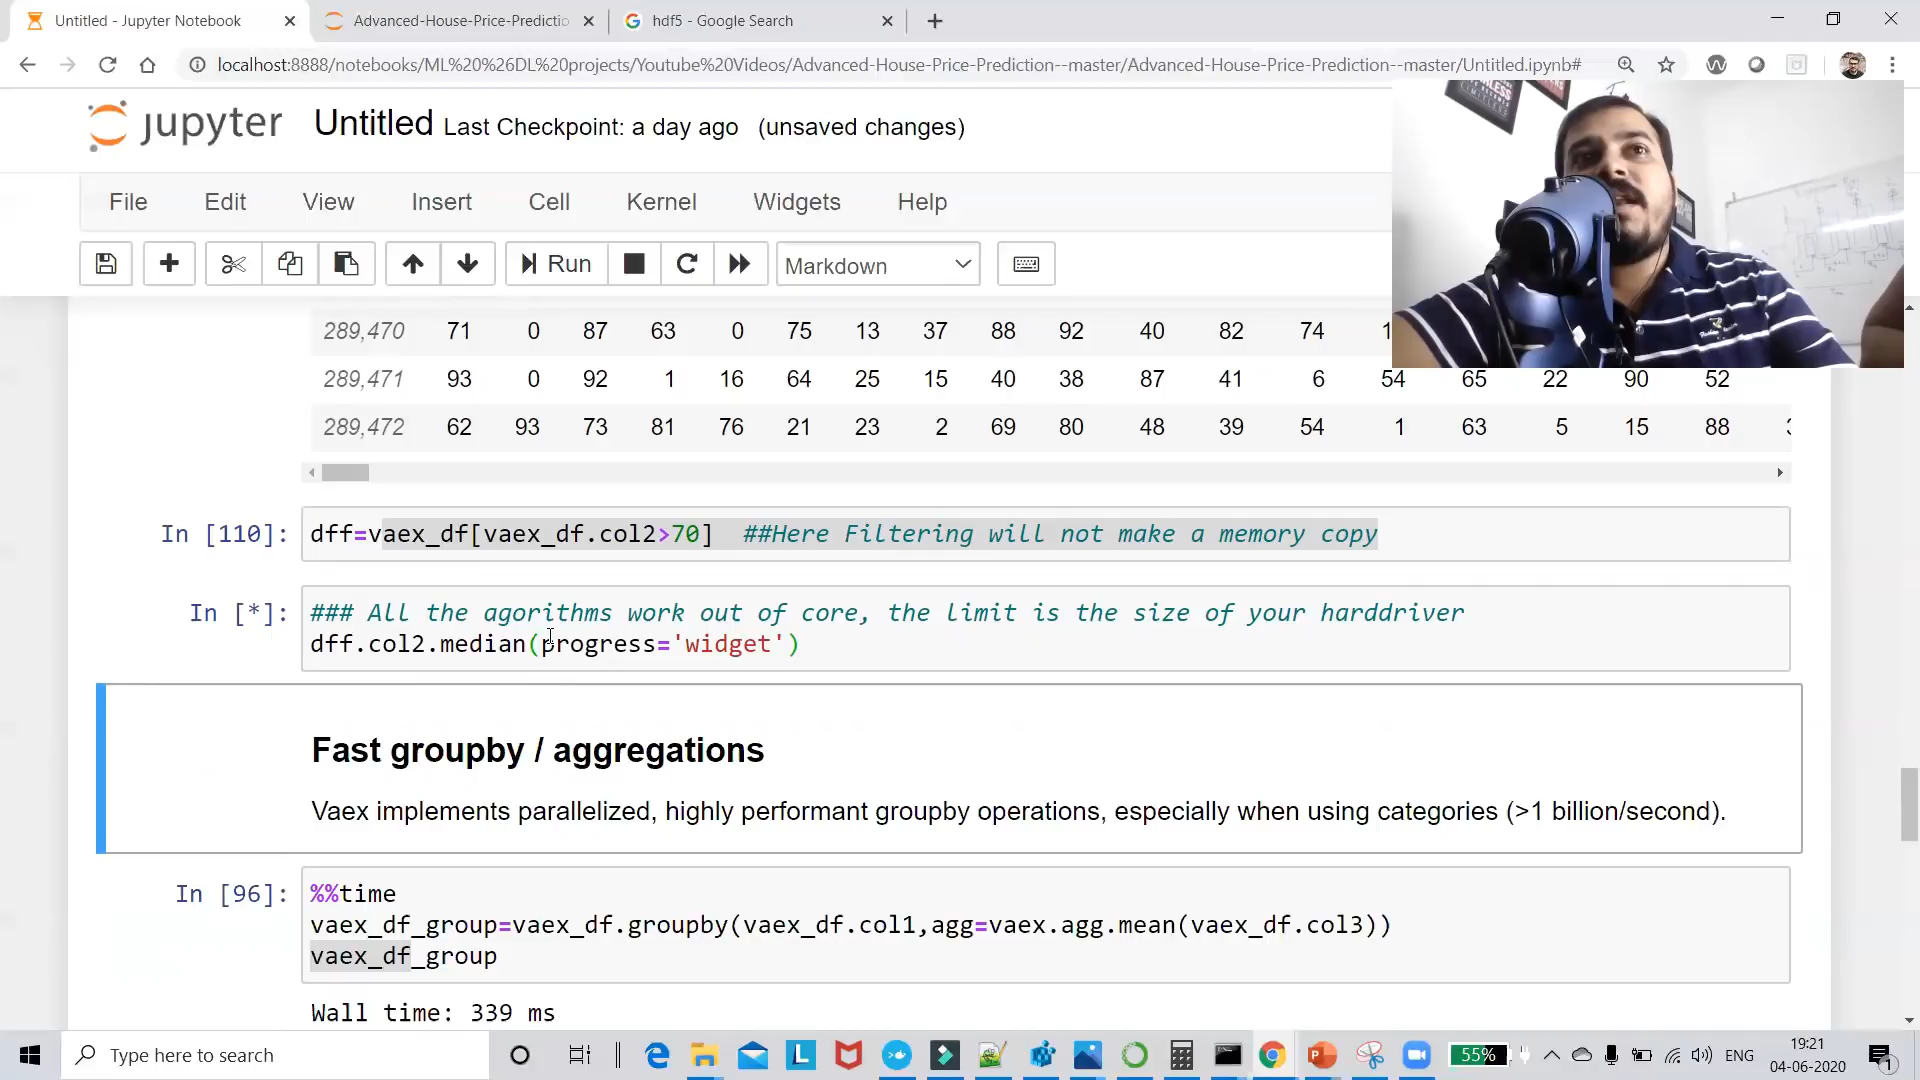 Untitled - Jupyter Notebook
Advanced-House-Price-Predictio
hdf5 - Google Search
localhost:8888/notebooks/ML%20%26DL%20projects/Youtube%20Videos/Advanced-House-Price-Prediction--master/Advanced-House-Price-Prediction--master/Untitled.ipynb#
jupyter Untitled Last Checkpoint: a day ago (unsaved changes)
File Edit View Insert Cell Kernel Widgets Help
Run Markdown
289,470 71 0 87 63 0 75 13 37 88 92 40 82 74 1
289,471 93 0 92 1 16 64 25 15 40 38 87 41 6 54 65 22 90 52
289,472 62 93 73 81 76 21 23 2 69 80 48 39 54 1 63 5 15 88
In [110]: dff=vaex_df[vaex_df.col2>70] ##Here Filtering will not make a memory copy
In [*]: ### All the agorithms work out of core, the limit is the size of your harddriver
dff.col2.median(progress='widget')
Fast groupby / aggregations
Vaex implements parallelized, highly performant groupby operations, especially when using categories (>1 billion/second).
In [96]: %%time
vaex_df_group=vaex_df.groupby(vaex_df.col1,agg=vaex.agg.mean(vaex_df.col3))
vaex_df_group
Wall time: 339 ms
Type here to search
55%
ENG
19:21
04-06-2020
1